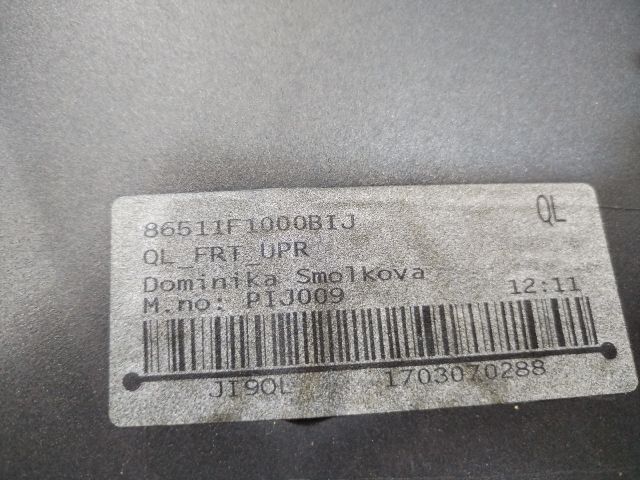 QL
86511F1000BIJ
QL_FRT_UPR
Dominika Smolkova
M.no: PIJ009 12:11
JI9QL 1703070288